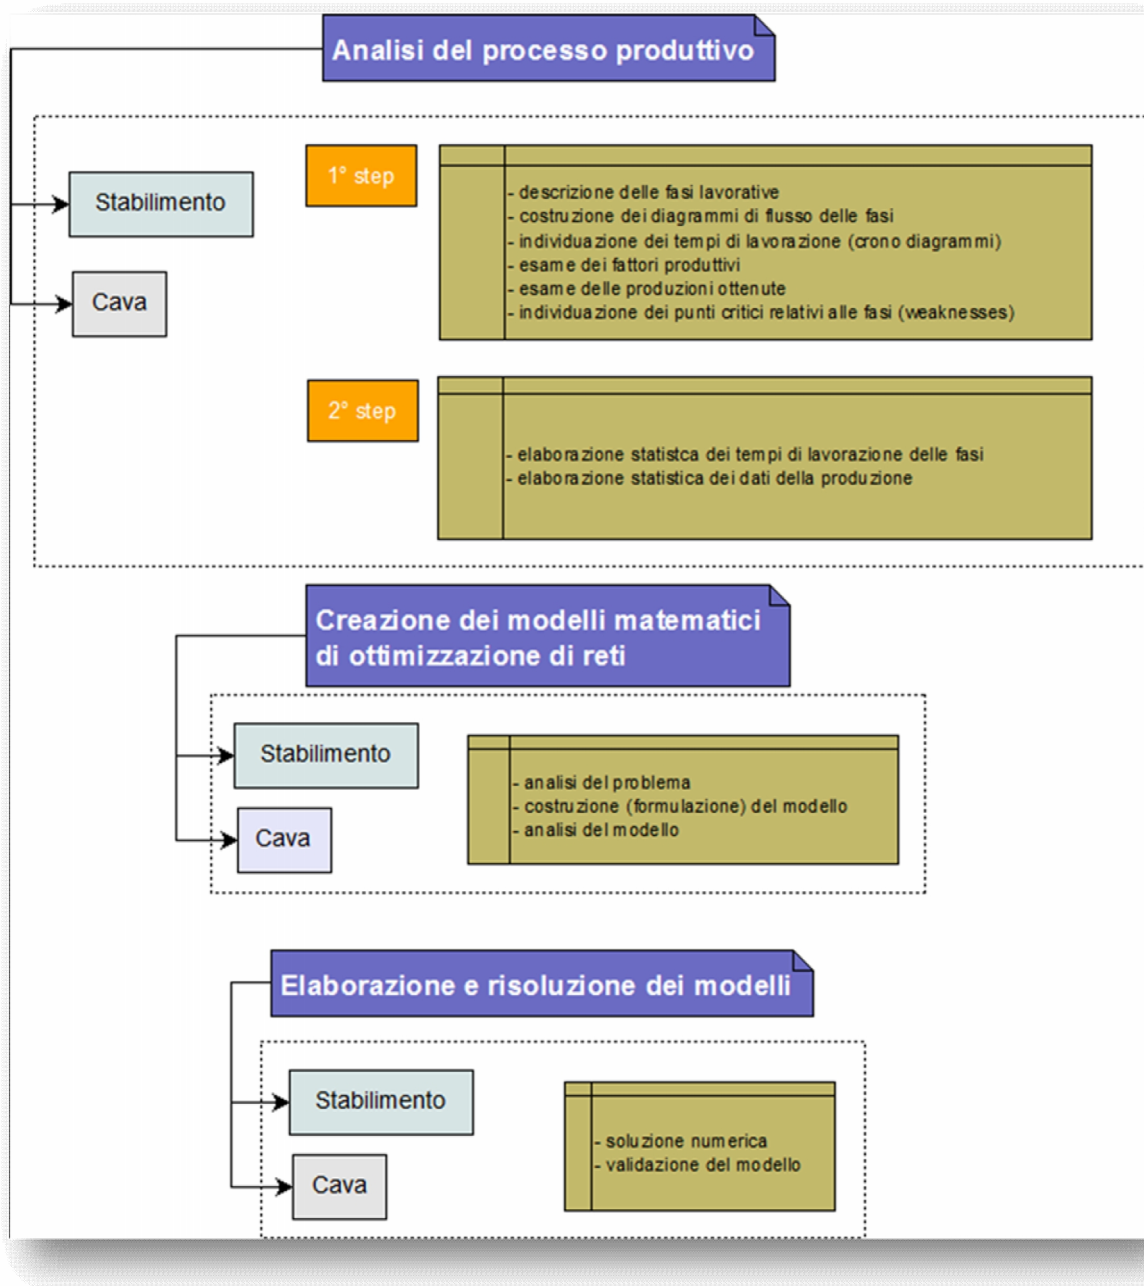 Analisi del processo produttivo
1° step
Stabilimento
Cava
- descrizione delle fasi lavorative
- costruzione dei diagrammi di flusso delle fasi
- individuazione dei tempi di lavorazione (crono diagrammi)
- esame dei fattori produttivi
- esame delle produzioni ottenute
- individuazione dei punti critici relativi alle fasi (weaknesses)
2° step
- elaborazione statistca dei tempi di lavorazione delle fasi
- elaborazione statistica dei dati della produzione
Creazione dei modelli matematici
di ottimizzazione di reti
Stabilimento
Cava
- analisi del problema
- costruzione (formulazione) del modello
- analisi del modello
Elaborazione e risoluzione dei modelli
Stabilimento
Cava
- soluzione numerica
- validazione del modello